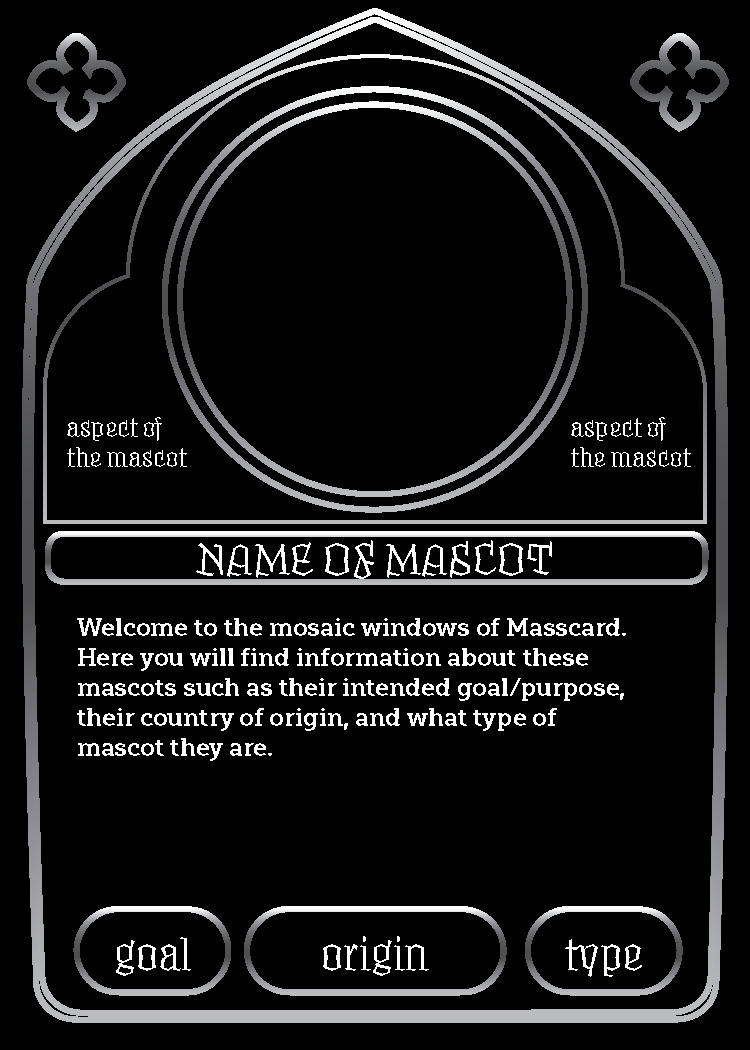 aspect of
the mascot
aspect of
the mascot
NAME OF MASCOT
Welcome to the mosaic windows of Masscard.
Here you will find information about these
mascots such as their intended goal/purpose,
their country of origin, and what type of
mascot they are.
goal
origin
type